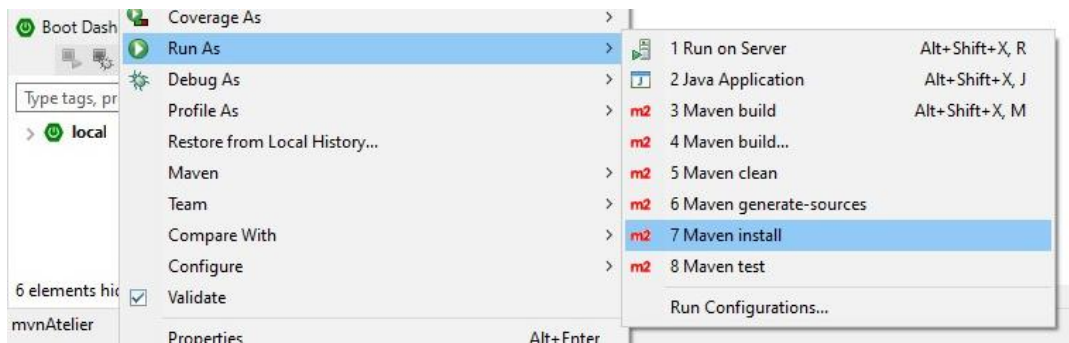 Boot Dash
Type tags, pr
local
6 elements hid
mvnAtelier
Coverage As
Run As
Debug As
Profile As
Restore from Local History...
Maven
Team
Compare With
Configure
Validate
Properties Alt+Enter
1 Run on Server Alt+Shift+X, R
J 2 Java Application Alt+Shift+X, J
m2 3 Maven build Alt+Shift+X, M
m2 4 Maven build...
m2 5 Maven clean
m2 6 Maven generate-sources
m2 7 Maven install
m2 8 Maven test
Run Configurations...